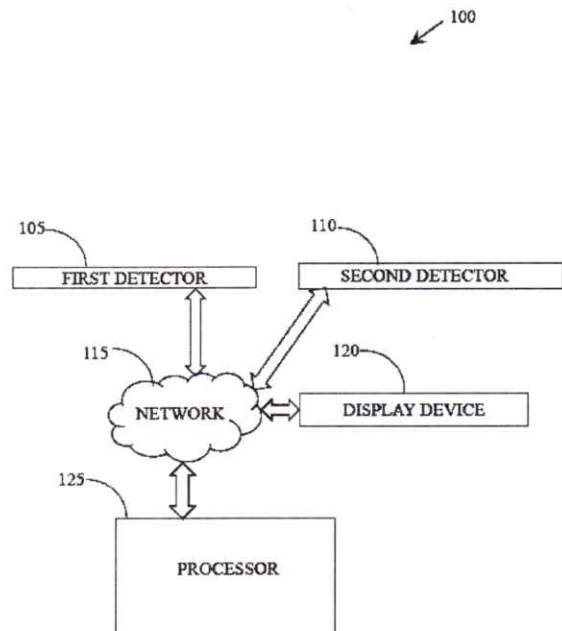 100
105
FIRST DETECTOR
110
SECOND DETECTOR
115
NETWORK
120
DISPLAY DEVICE
125
PROCESSOR